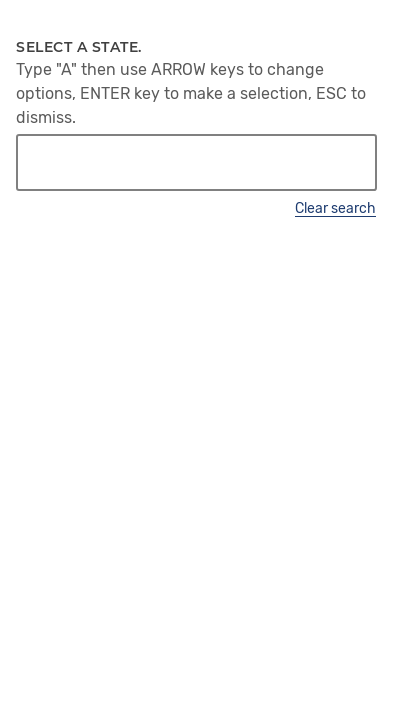 SELECT A STATE.
Type "A" then use ARROW keys to change
options, ENTER key to make a selection, ESC to
dismiss.
Clear search